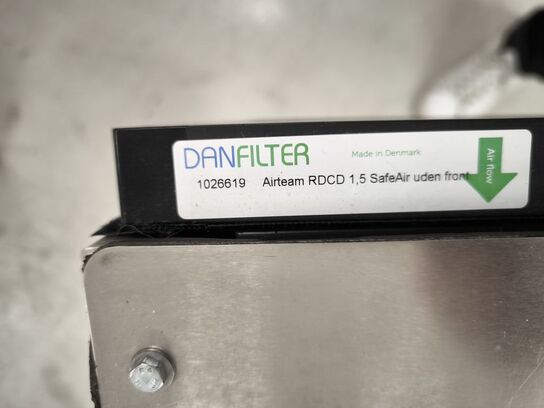 DANFILTER Made in Denmark
1026619 Airteam RDCD 1,5 SafeAir uden front
Air flow